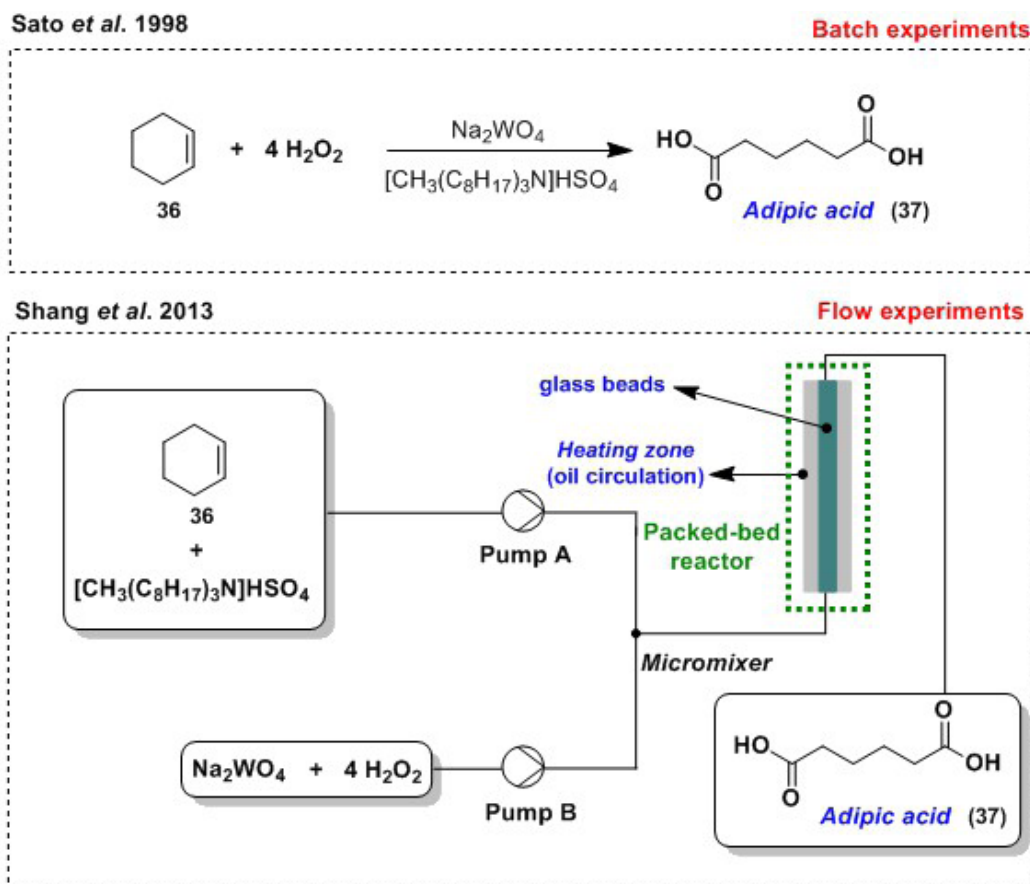 Sato et al. 1998
Batch experiments
36
+ 4 H₂O₂
Na₂WO₄
[CH₃(C₈H₁₇)₃N]HSO₄
HO
O
O
OH
Adipic acid (37)
Shang et al. 2013
Flow experiments
36
+
[CH₃(C₈H₁₇)₃N]HSO₄
Pump A
glass beads
Heating zone
(oil circulation)
Packed-bed
reactor
Micromixer
Na₂WO₄ + 4 H₂O₂
Pump B
HO
O
O
OH
Adipic acid (37)